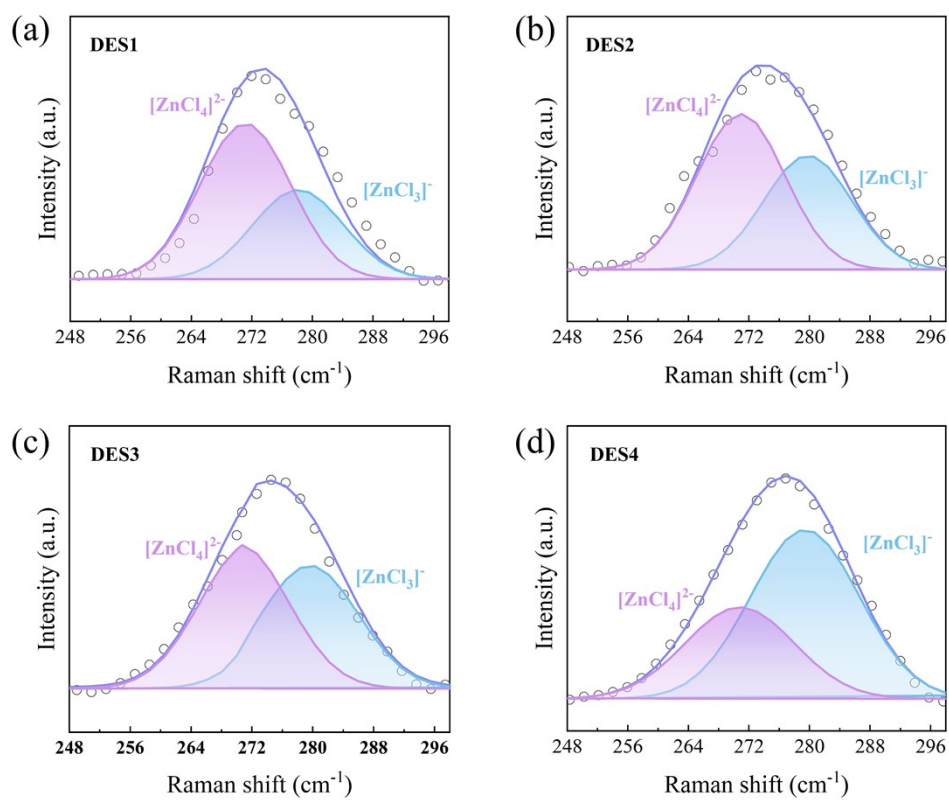 (a)
DES1
[ZnCl₄]²⁻
[ZnCl₃]⁻
Intensity (a.u.)
248 256 264 272 280 288 296
Raman shift (cm⁻¹)
(b)
DES2
[ZnCl₄]²⁻
[ZnCl₃]⁻
Intensity (a.u.)
248 256 264 272 280 288 296
Raman shift (cm⁻¹)
(c)
DES3
[ZnCl₄]²⁻
[ZnCl₃]⁻
Intensity (a.u.)
248 256 264 272 280 288 296
Raman shift (cm⁻¹)
(d)
DES4
[ZnCl₃]⁻
[ZnCl₄]²⁻
Intensity (a.u.)
248 256 264 272 280 288 296
Raman shift (cm⁻¹)